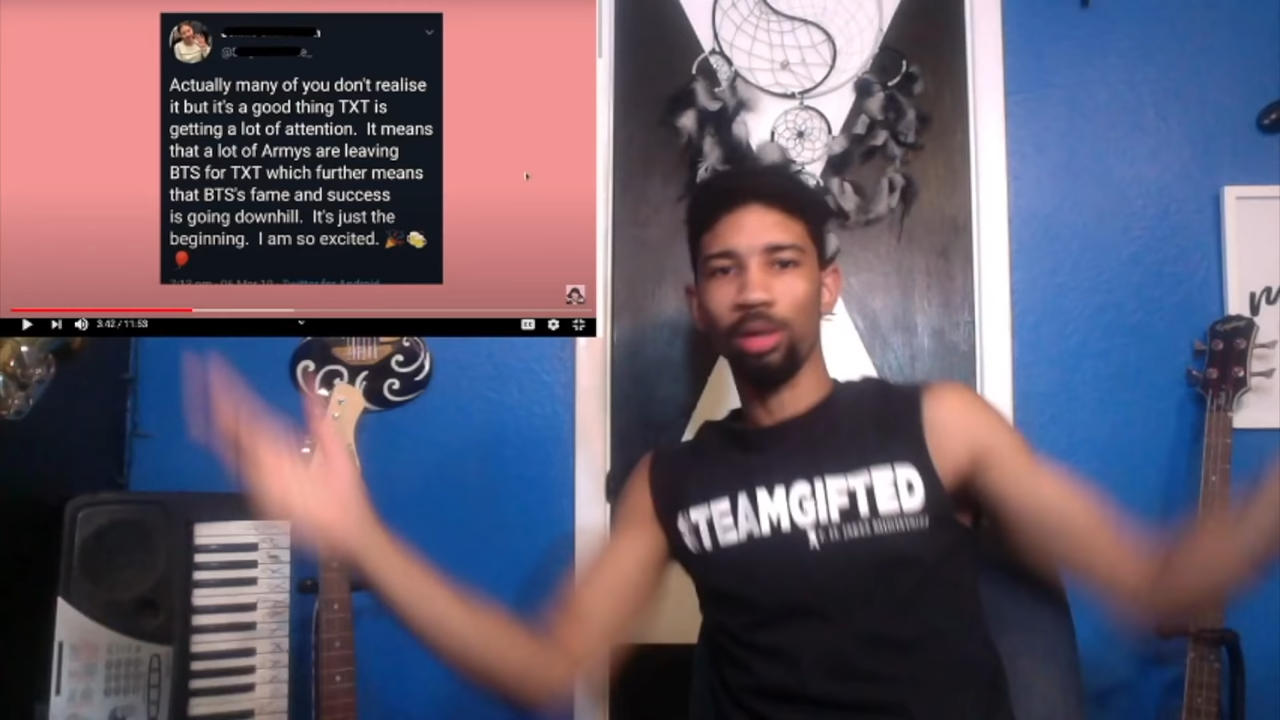 Actually many of you don't realise
it but it's a good thing TXT is
getting a lot of attention.  It means
that a lot of Armys are leaving
BTS for TXT which further means
that BTS's fame and success
is going downhill.  It's just the
beginning.  I am so excited. 🎉🍻
🎈
3:42 / 11:53
CC
#TEAMGIFTED